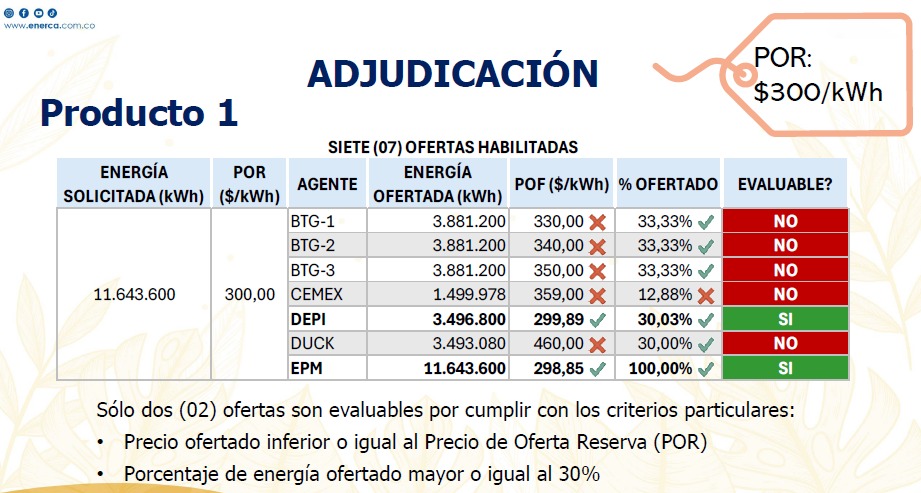 www.enerca.com.co
POR:
$300/kWh
ADJUDICACIÓN
Producto 1
SIETE (07) OFERTAS HABILITADAS
ENERGÍA SOLICITADA (kWh) POR ($/kWh) AGENTE ENERGÍA OFERTADA (kWh) POF ($/kWh) % OFERTADO EVALUABLE?
11.643.600 300,00
BTG-1 3.881.200 330,00 33,33% NO
BTG-2 3.881.200 340,00 33,33% NO
BTG-3 3.881.200 350,00 33,33% NO
CEMEX 1.499.978 359,00 12,88% NO
DEPI 3.496.800 299,89 30,03% SI
DUCK 3.493.080 460,00 30,00% NO
EPM 11.643.600 298,85 100,00% SI
Sólo dos (02) ofertas son evaluables por cumplir con los criterios particulares:
• Precio ofertado inferior o igual al Precio de Oferta Reserva (POR)
• Porcentaje de energía ofertado mayor o igual al 30%